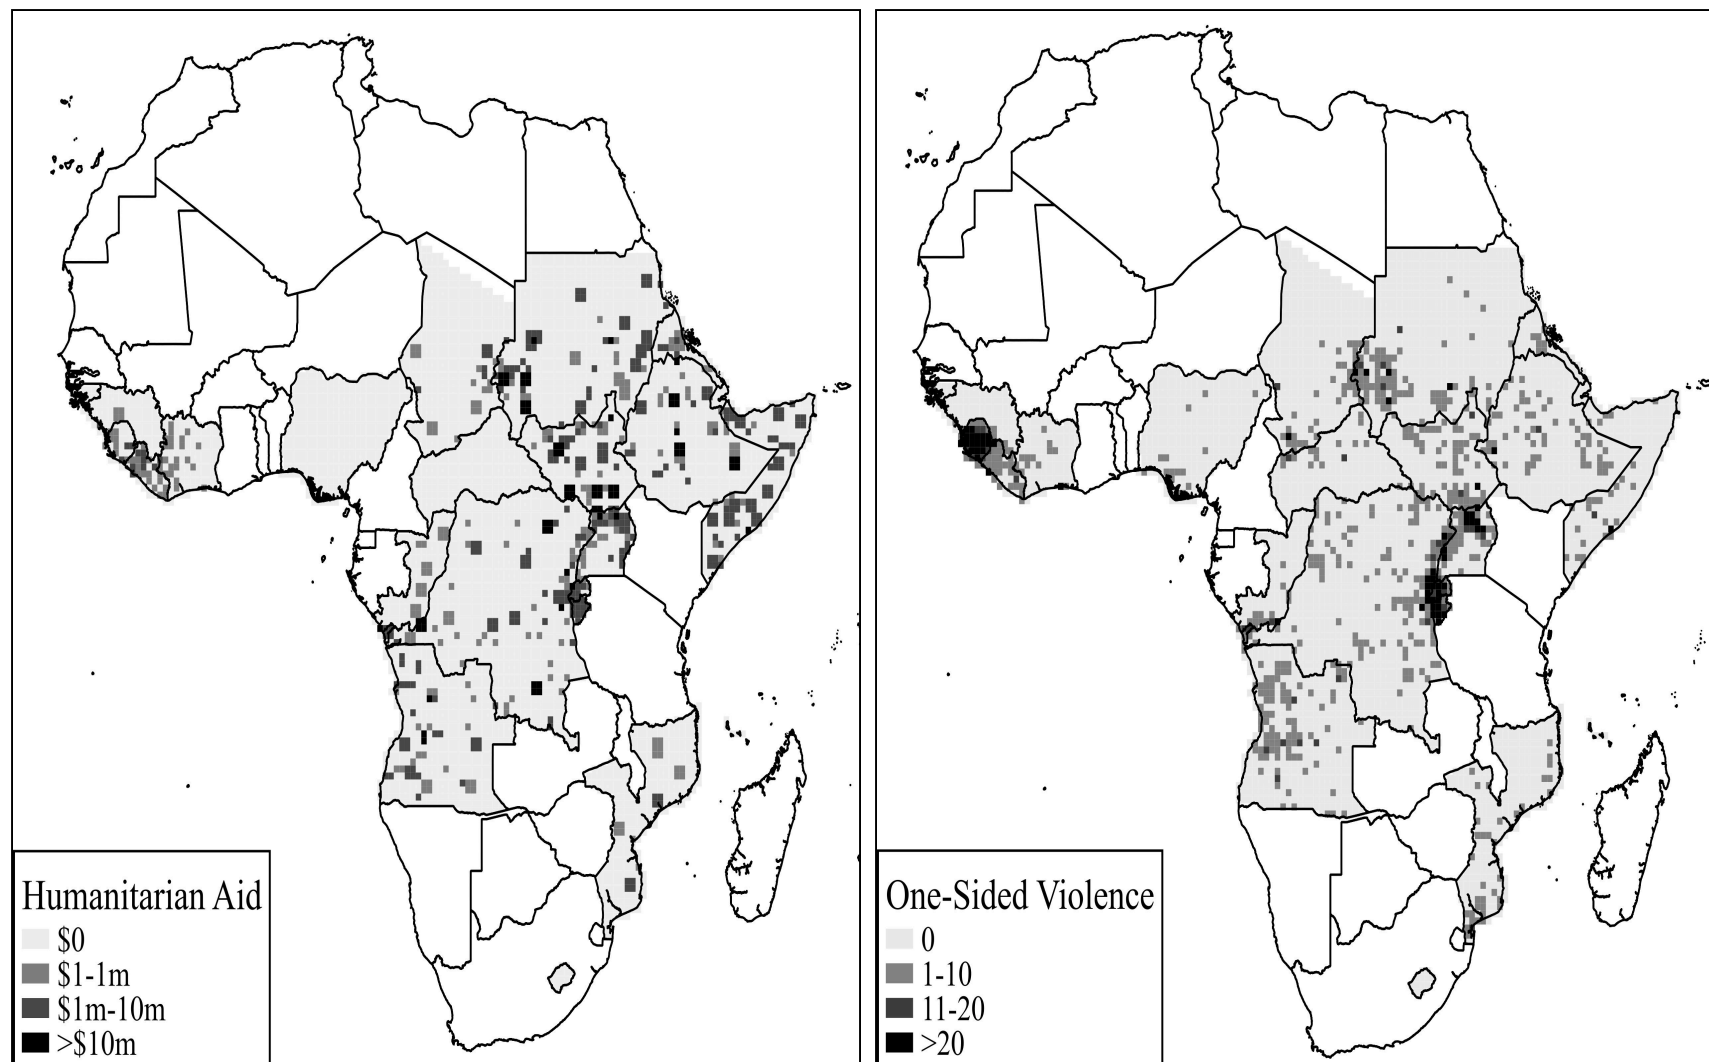 Humanitarian Aid
$0
$1-1m
$1m-10m
>$10m
One-Sided Violence
0
1-10
11-20
>20